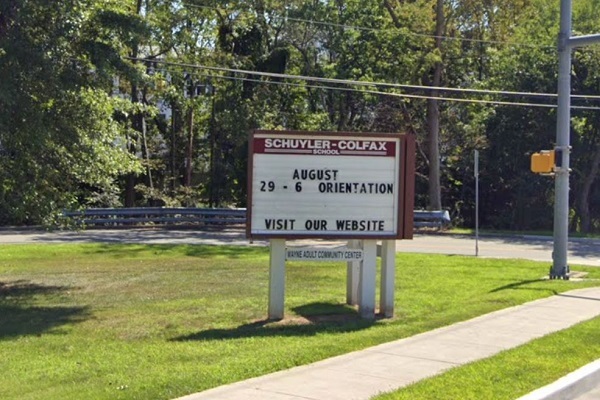 SCHUYLER-COLFAX
SCHOOL
AUGUST
29 - 6 ORIENTATION
VISIT OUR WEBSITE
WAYNE ADULT COMMUNITY CENTER